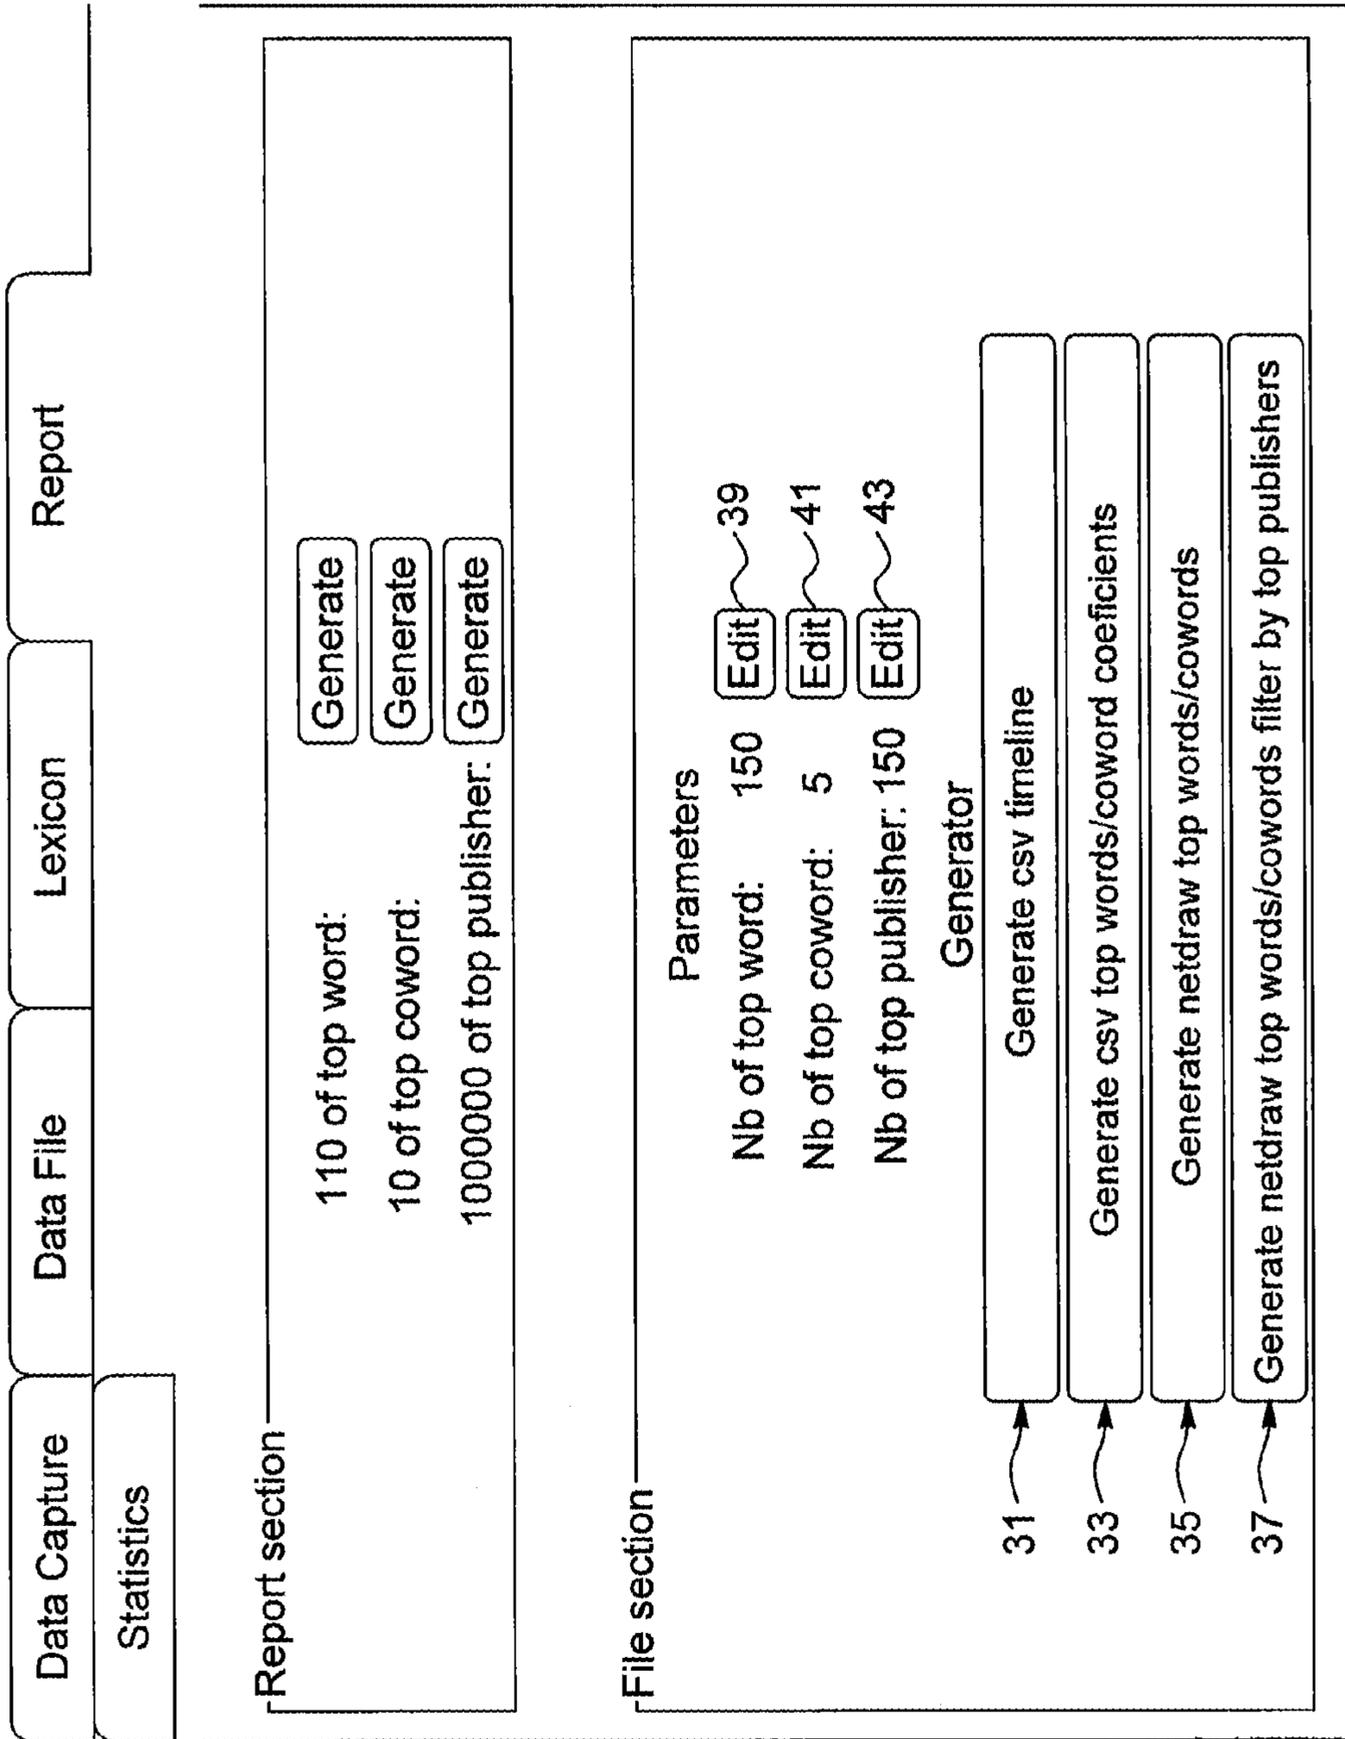 Data Capture Data File Lexicon Report
Statistics
Report section
110 of top word: Generate
10 of top coword: Generate
100000 of top publisher: Generate
File section
Parameters
Nb of top word: 150 Edit 39
Nb of top coword: 5 Edit 41
Nb of top publisher: 150 Edit 43
Generator
31 Generate csv timeline
33 Generate csv top words/coword coeficients
35 Generate netdraw top words/cowords
37 Generate netdraw top words/cowords filter by top publishers